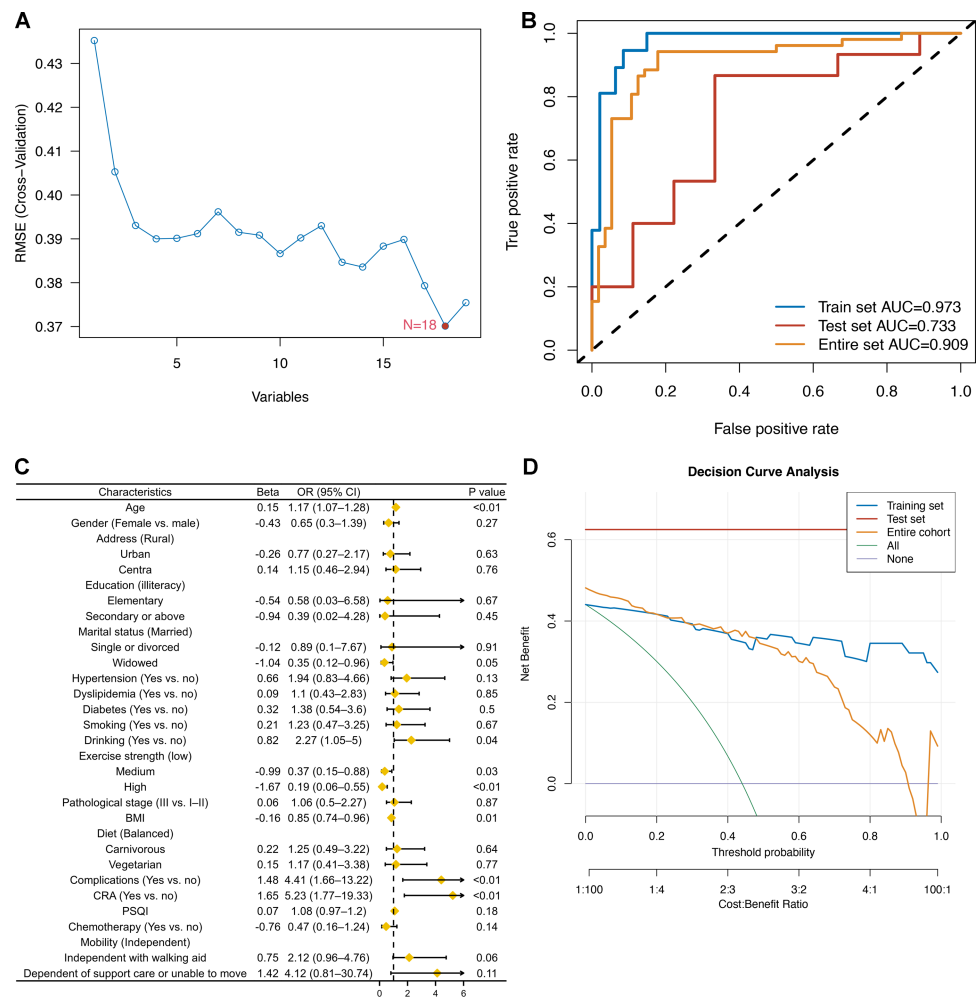 A
RMSE (Cross−Validation)
0.43
0.42
0.41
0.40
0.39
0.38
0.37
N=18
5
10
15
Variables
B
True positive rate
1.0
0.8
0.6
0.4
0.2
0.0
Train set AUC=0.973
Test set AUC=0.733
Entire set AUC=0.909
0.0
0.2
0.4
0.6
0.8
1.0
False positive rate
C
Characteristics Beta OR (95% CI) P value
Age 0.15 1.17 (1.07−1.28) <0.01
Gender (Female vs. male) -0.43 0.65 (0.3−1.39) 0.27
Address (Rural)
Urban -0.26 0.77 (0.27−2.17) 0.63
Centra 0.14 1.15 (0.46−2.94) 0.76
Education (illiteracy)
Elementary -0.54 0.58 (0.03−6.58) 0.67
Secondary or above -0.94 0.39 (0.02−4.28) 0.45
Marital status (Married)
Single or divorced -0.12 0.89 (0.1−7.67) 0.91
Widowed -1.04 0.35 (0.12−0.96) 0.05
Hypertension (Yes vs. no) 0.66 1.94 (0.83−4.66) 0.13
Dyslipidemia (Yes vs. no) 0.09 1.1 (0.43−2.83) 0.85
Diabetes (Yes vs. no) 0.32 1.38 (0.54−3.6) 0.5
Smoking (Yes vs. no) 0.21 1.23 (0.47−3.25) 0.67
Drinking (Yes vs. no) 0.82 2.27 (1.05−5) 0.04
Exercise strength (low)
Medium -0.99 0.37 (0.15−0.88) 0.03
High -1.67 0.19 (0.06−0.55) <0.01
Pathological stage (III vs. I−II) 0.06 1.06 (0.5−2.27) 0.87
BMI -0.16 0.85 (0.74−0.96) 0.01
Diet (Balanced)
Carnivorous 0.22 1.25 (0.49−3.22) 0.64
Vegetarian 0.15 1.17 (0.41−3.38) 0.77
Complications (Yes vs. no) 1.48 4.41 (1.66−13.22) <0.01
CRA (Yes vs. no) 1.65 5.23 (1.77−19.33) <0.01
PSQI 0.07 1.08 (0.97−1.2) 0.18
Chemotherapy (Yes vs. no) -0.76 0.47 (0.16−1.24) 0.14
Mobility (Independent)
Independent with walking aid 0.75 2.12 (0.96−4.76) 0.06
Dependent of support care or unable to move 1.42 4.12 (0.81−30.74) 0.11
0 2 4 6
D
Decision Curve Analysis
Net Benefit
0.6
0.4
0.2
0.0
Training set
Test set
Entire cohort
All
None
0.0
0.2
0.4
0.6
0.8
1.0
Threshold probability
1:100
1:4
2:3
3:2
4:1
100:1
Cost:Benefit Ratio